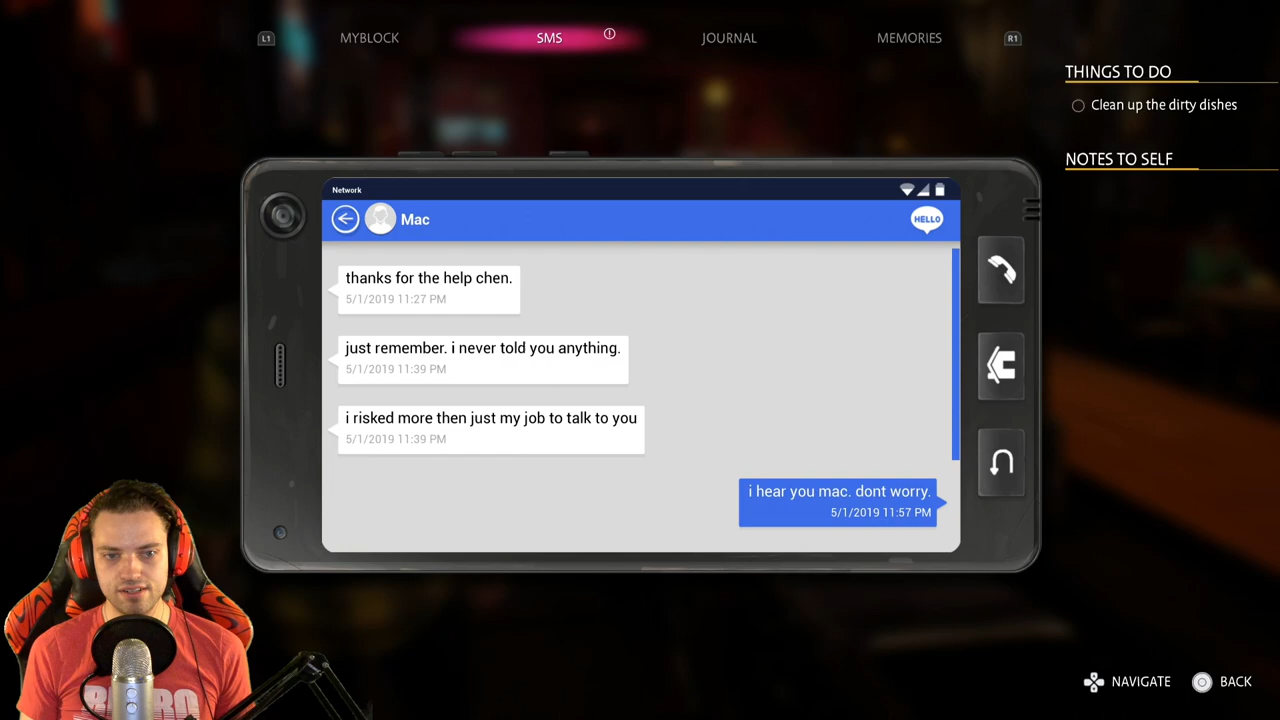 L1
MYBLOCK
SMS
JOURNAL
MEMORIES
R1
THINGS TO DO
Clean up the dirty dishes
NOTES TO SELF
Network
Mac
HELLO
thanks for the help chen.
5/1/2019 11:27 PM
just remember. i never told you anything.
5/1/2019 11:39 PM
i risked more then just my job to talk to you
5/1/2019 11:39 PM
i hear you mac. dont worry.
5/1/2019 11:57 PM
NAVIGATE
BACK